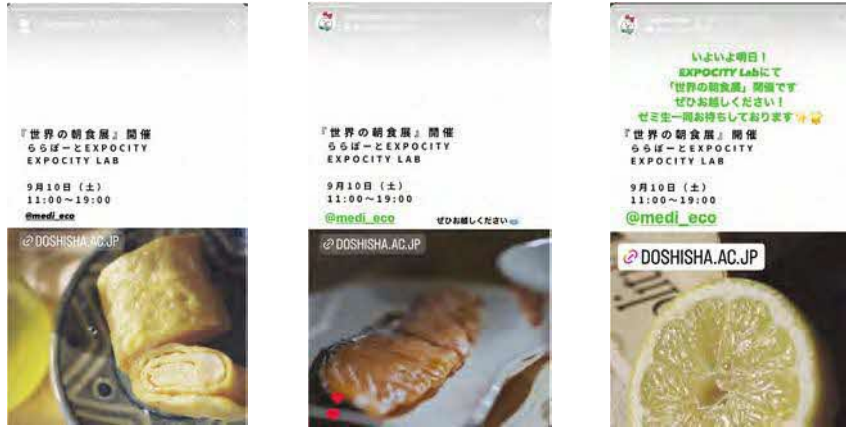 『世界の朝食展』開催
ららぽーとEXPOCITY
EXPOCITY LAB
9月10日（土）
11:00～19:00
@medi_eco
DOSHISHA.AC.JP
『世界の朝食展』開催
ららぽーとEXPOCITY
EXPOCITY LAB
9月10日（土）
11:00～19:00
@medi_eco
ぜひお越しください
DOSHISHA.AC.JP
いよいよ明日！
EXPOCITY Labにて
「世界の朝食展」開催です
ぜひお越しください！
ゼミ生一同お待ちしております
『世界の朝食展』開催
ららぽーとEXPOCITY
EXPOCITY LAB
9月10日（土）
11:00～19:00
@medi_eco
DOSHISHA.AC.JP